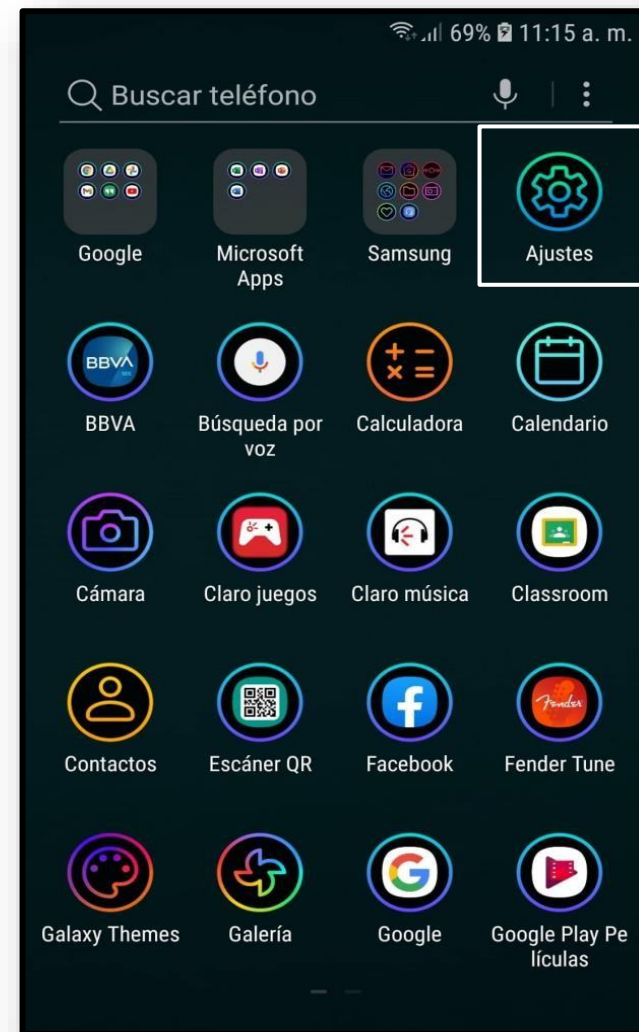 69% 11:15 a. m.
Buscar teléfono
Google
Microsoft
Apps
Samsung
Ajustes
BBVA
BBVA
Búsqueda por
voz
Calculadora
Calendario
Cámara
Claro juegos
Claro música
Classroom
Contactos
Escáner QR
Facebook
Fender
Fender Tune
Galaxy Themes
Galería
Google
Google Play Pe
lículas